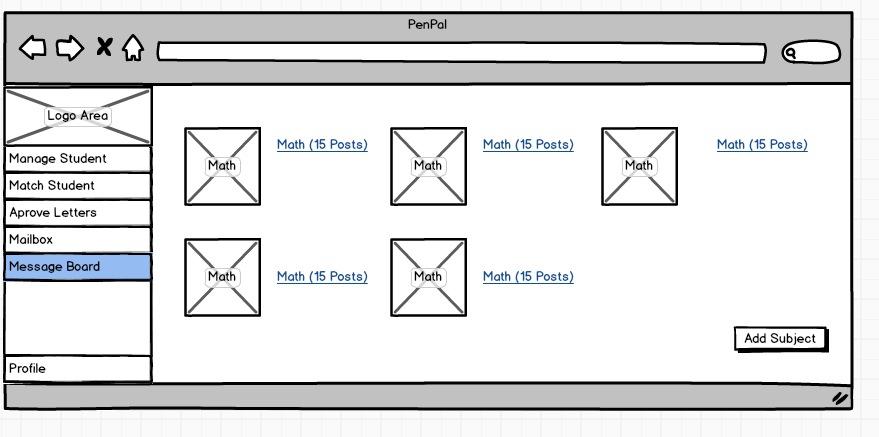 PenPal
Logo Area
Manage Student
Match Student
Aprove Letters
Mailbox
Message Board
Profile
Math
Math (15 Posts)
Math
Math (15 Posts)
Math
Math (15 Posts)
Math
Math (15 Posts)
Math
Math (15 Posts)
Add Subject